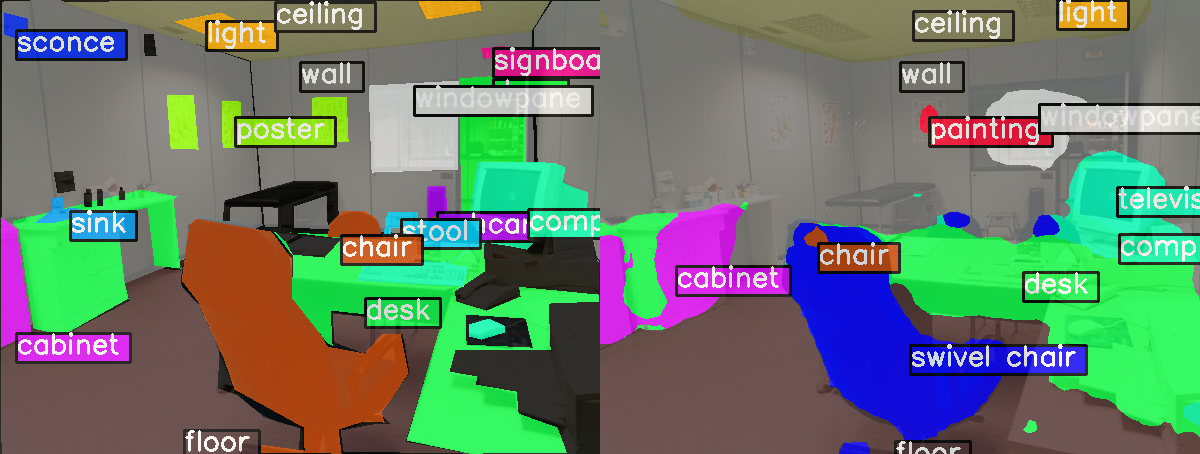 sconce
light
ceiling
signboa
wall
windowpane
poster
sink
stool
ncan
comp
chair
desk
cabinet
floor
ceiling
light
wall
windowpane
painting
televis
comp
chair
cabinet
desk
swivel chair
floor